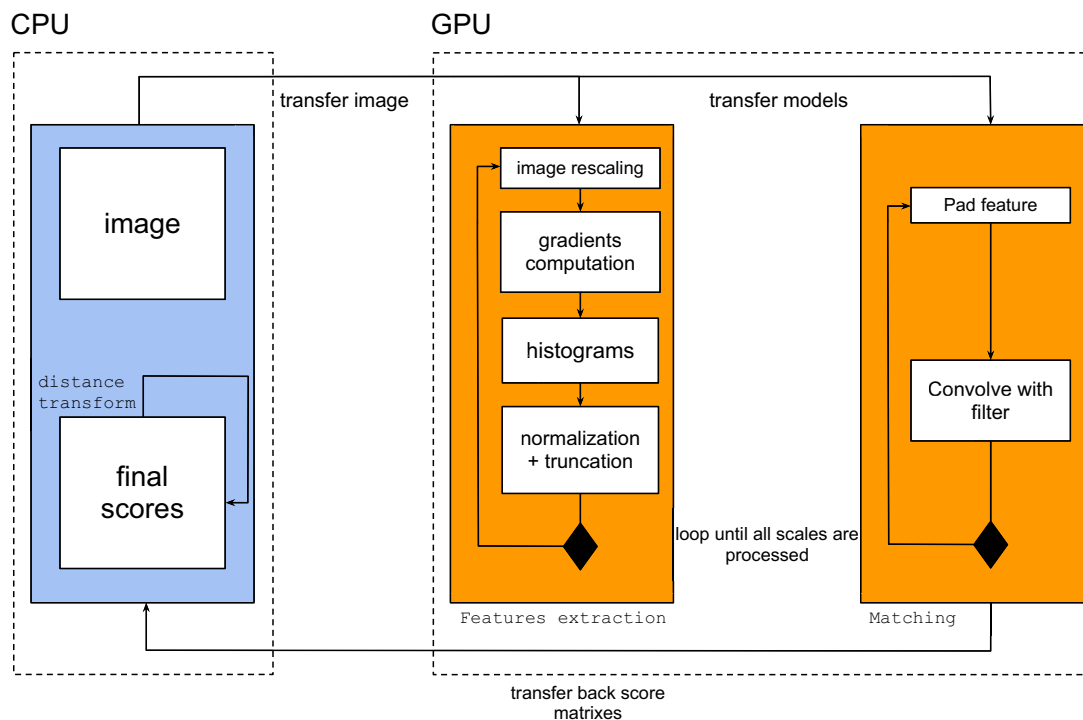 CPU
GPU
transfer image
transfer models
image
distance
transform
final
scores
image rescaling
gradients
computation
histograms
normalization
+ truncation
Features extraction
loop until all scales are
processed
Pad feature
Convolve with
filter
Matching
transfer back score
matrixes